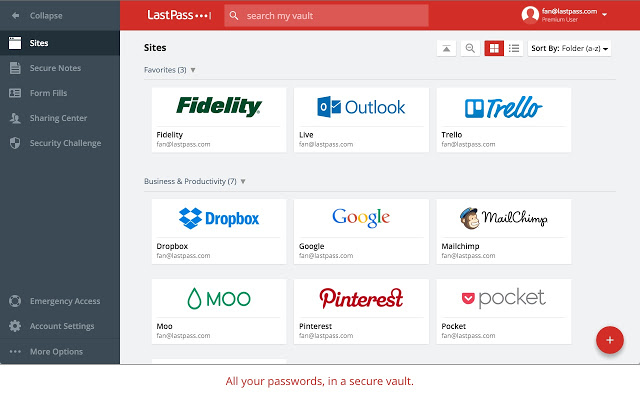 Collapse
LastPass•••|
search my vault
fan@lastpass.com
Premium User
Sites
Secure Notes
Form Fills
Sharing Center
Security Challenge
Emergency Access
Account Settings
More Options
Sites
Sort By: Folder (a-z)
Favorites (3)
Fidelity
Outlook
Trello
Fidelity
Live
Trello
fan@lastpass.com
fan@lastpass.com
fan@lastpass.com
Business & Productivity (7)
Dropbox
Google
MailChimp
Dropbox
Google
Mailchimp
fan@lastpass.com
fan@lastpass.com
fan@lastpass.com
MOO
Pinterest
pocket
Moo
Pinterest
Pocket
fan@lastpass.com
fan@lastpass.com
fan@lastpass.com
All your passwords, in a secure vault.